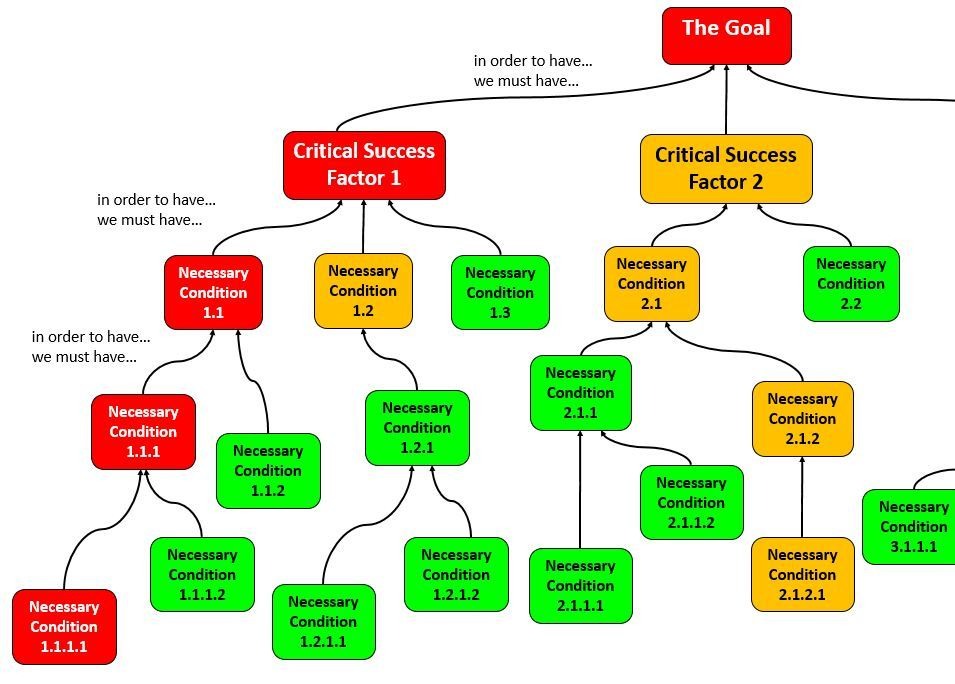 The Goal
in order to have...
we must have...
Critical Success
Factor 1
Critical Success
Factor 2
in order to have...
we must have...
Necessary
Condition
1.1
Necessary
Condition
1.2
Necessary
Condition
1.3
Necessary
Condition
2.1
Necessary
Condition
2.2
in order to have...
we must have...
Necessary
Condition
1.1.1
Necessary
Condition
1.1.2
Necessary
Condition
1.2.1
Necessary
Condition
2.1.1
Necessary
Condition
2.1.2
Necessary
Condition
2.1.1.2
Necessary
Condition
3.1.1.1
Necessary
Condition
1.1.1.1
Necessary
Condition
1.1.1.2
Necessary
Condition
1.2.1.1
Necessary
Condition
1.2.1.2
Necessary
Condition
2.1.1.1
Necessary
Condition
2.1.2.1